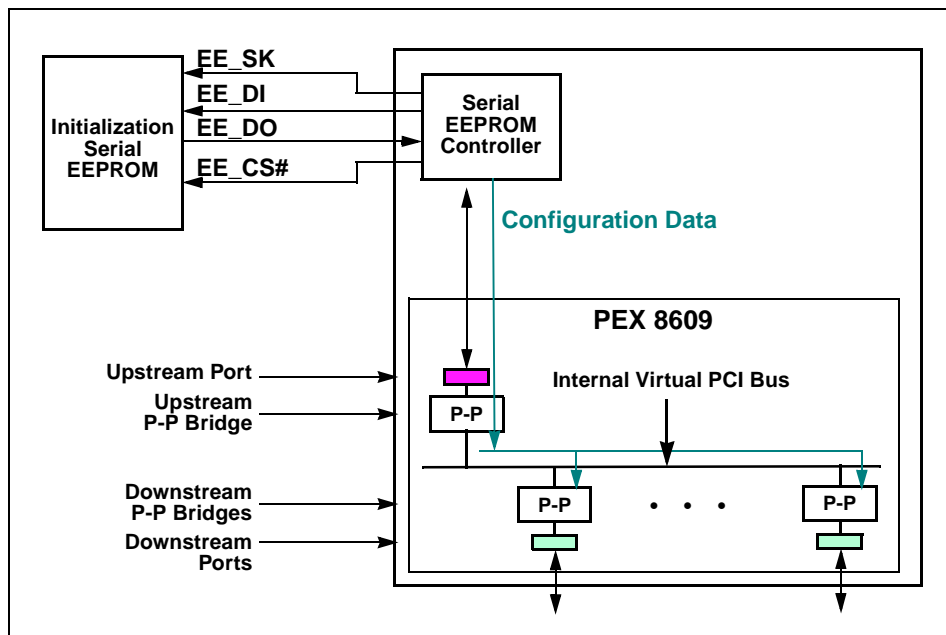 EE_SK
EE_DI
EE_DO
EE_CS#
Initialization
Serial
EEPROM
Serial
EEPROM
Controller
Configuration Data
PEX 8609
Upstream Port
Upstream
P-P Bridge
Internal Virtual PCI Bus
P-P
Downstream
P-P Bridges
Downstream
Ports
P-P
P-P